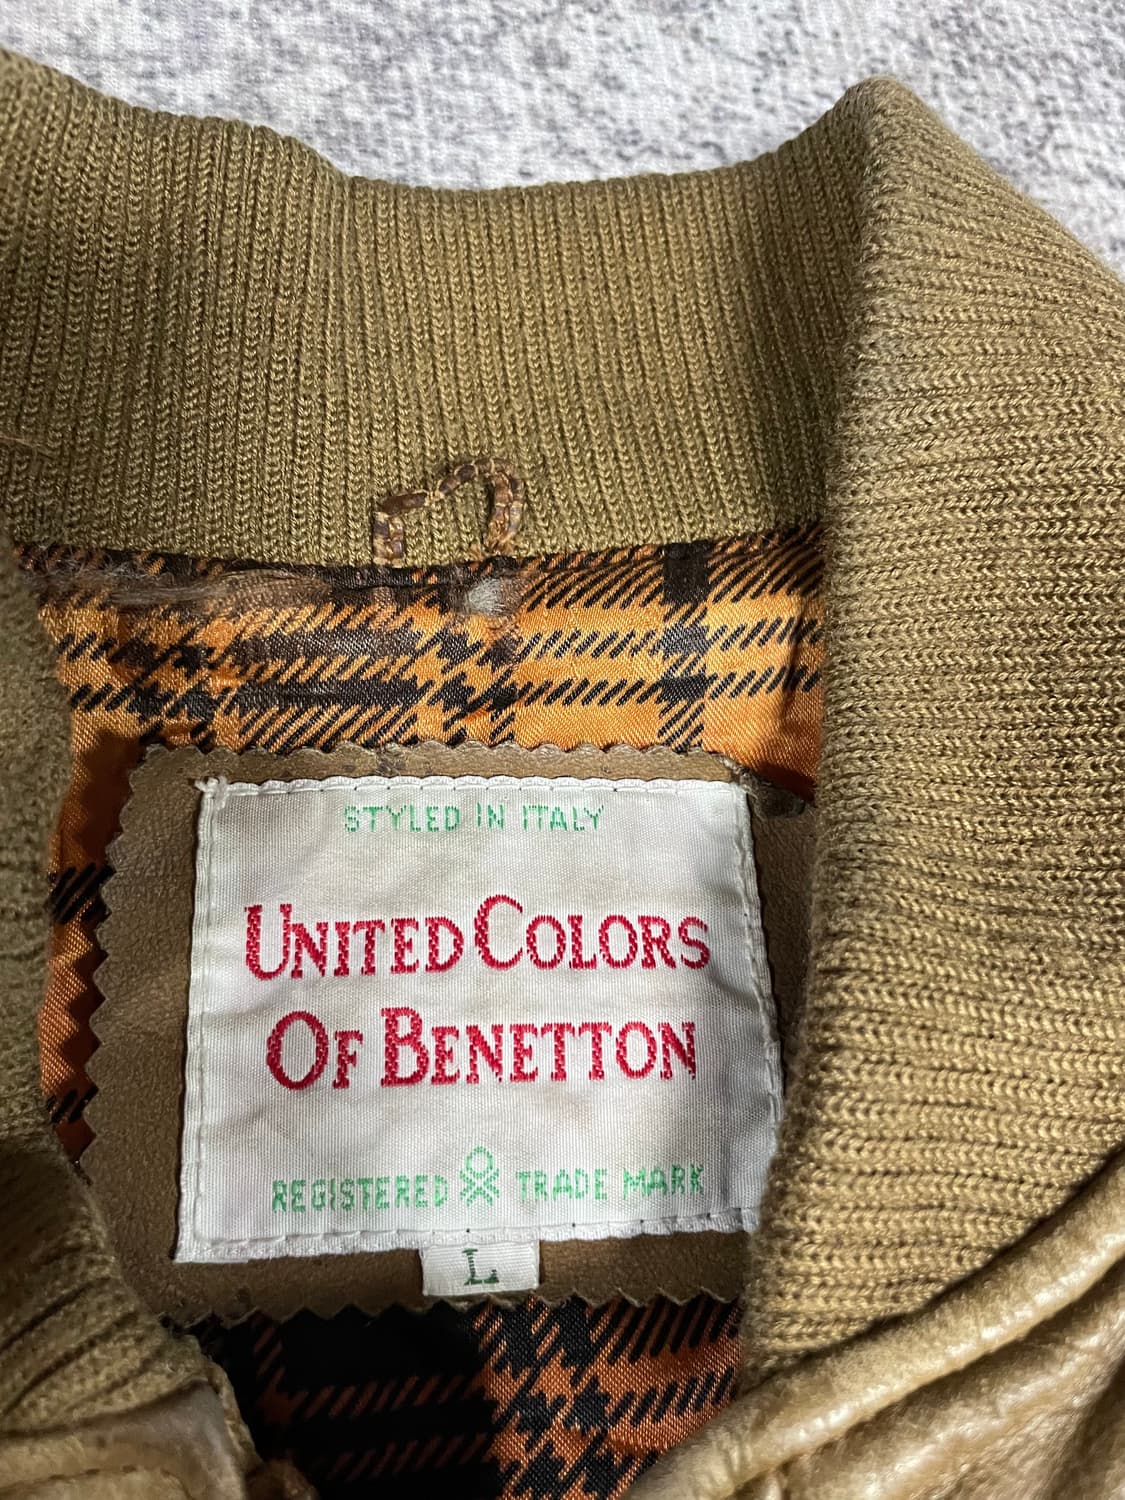 STYLED IN ITALY
UNITED COLORS
OF BENETTON
REGISTERED TRADE MARK
L